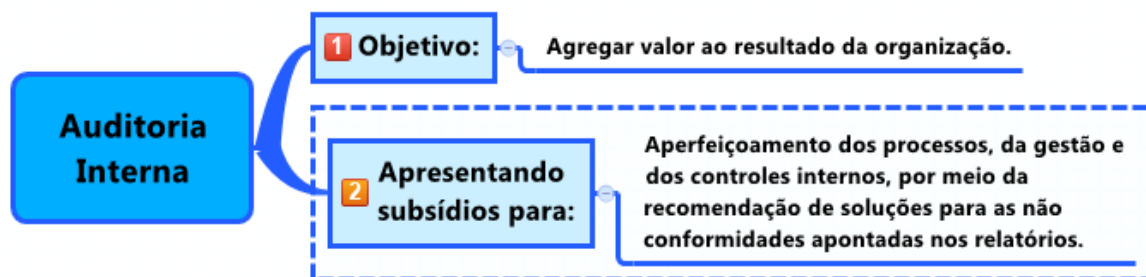 Auditoria
Interna
1 Objetivo:
Agregar valor ao resultado da organização.
2 Apresentando
subsídios para:
Aperfeiçoamento dos processos, da gestão e
dos controles internos, por meio da
recomendação de soluções para as não
conformidades apontadas nos relatórios.